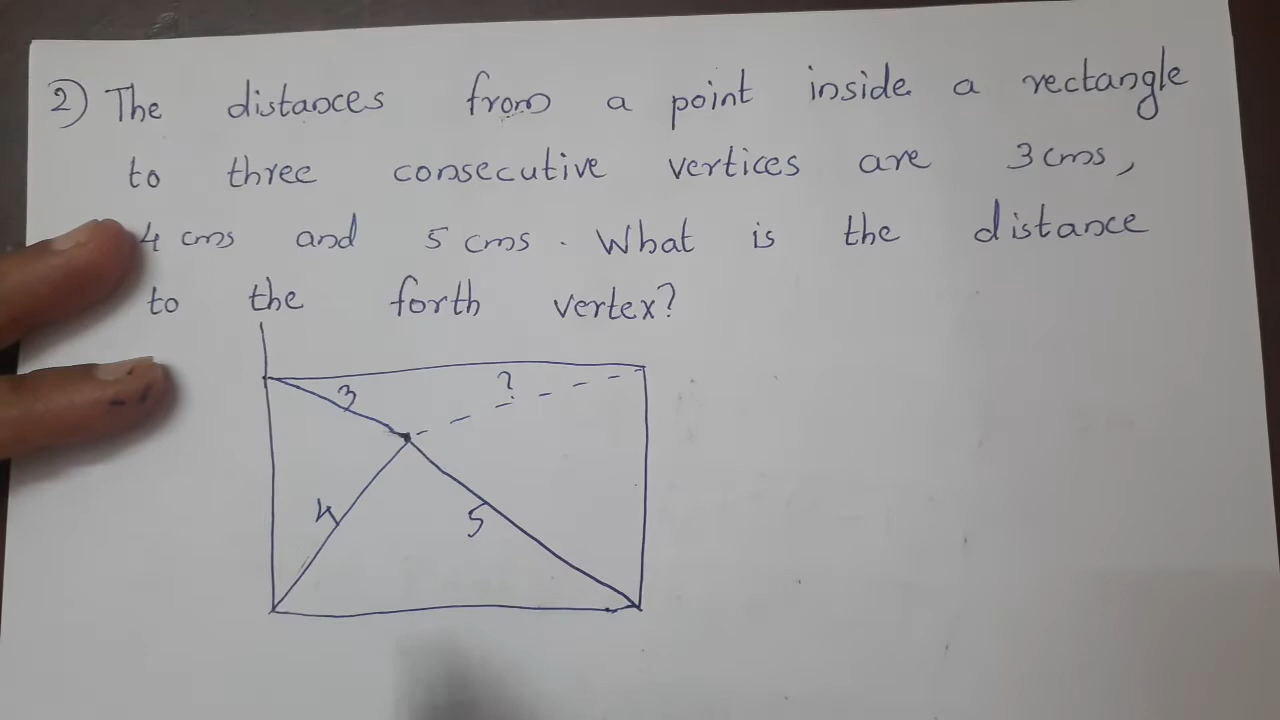 2) The distances from a point inside a rectangle
to three consecutive vertices are 3 cms,
4 cms and 5 cms. What is the distance
to the forth vertex?
3 ?
4 5